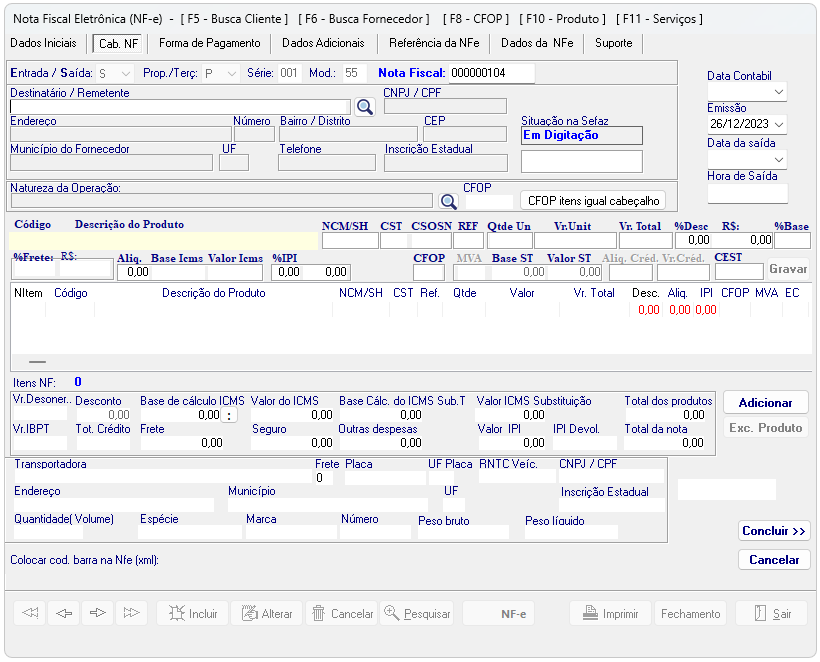 Nota Fiscal Eletrônica (NF-e)  -  [ F5 - Busca Cliente ]   [ F6 - Busca Fornecedor ]   [ F8 - CFOP ]   [ F10 - Produto ]   [ F11 - Serviços ]
Dados Iniciais Cab. NF Forma de Pagamento Dados Adicionais Referência da NFe Dados da NFe Suporte
Entrada / Saída: S Prop./Terç: P Série: 001 Mod.: 55 Nota Fiscal: 000000104
Data Contabil
Destinatário / Remetente CNPJ / CPF
Emissão
26/12/2023
Endereço Número Bairro / Distrito CEP Situação na Sefaz
Em Digitação
Data da saída
Município do Fornecedor UF Telefone Inscrição Estadual
Hora de Saída
Natureza da Operação: CFOP
CFOP itens igual cabeçalho
Código Descrição do Produto NCM/SH CST CSOSN REF Qtde Un Vr.Unit Vr. Total %Desc R$: %Base
0,00 0,00
%Frete: R$: Aliq. Base Icms Valor Icms %IPI CFOP MVA Base ST Valor ST Aliq. Créd. Vr.Créd. CEST
0,00 0,00 0,00 0,00 0,00 Gravar
NItem Código Descrição do Produto NCM/SH CST Ref. Qtde Valor Vr. Total Desc. Aliq. IPI CFOP MVA EC
0,00 0,00 0,00
Itens NF: 0
Vr.Desoner.. Desconto Base de cálculo ICMS Valor do ICMS Base Cálc. do ICMS Sub.T Valor ICMS Substituição Total dos produtos
0,00 0,00 : 0,00 0,00 0,00 0,00
Adicionar
Vr.IBPT Tot. Crédito Frete Seguro Outras despesas Valor IPI IPI Devol. Total da nota
0,00 0,00 0,00 0,00 0,00
Exc. Produto
Transportadora Frete Placa UF Placa RNTC Veíc. CNPJ / CPF
0
Endereço Município UF Inscrição Estadual
Quantidade( Volume) Espécie Marca Número Peso bruto Peso líquido
Concluir >>
Colocar cod. barra na Nfe (xml):
Cancelar
Incluir Alterar Cancelar Pesquisar NF-e Imprimir Fechamento Sair